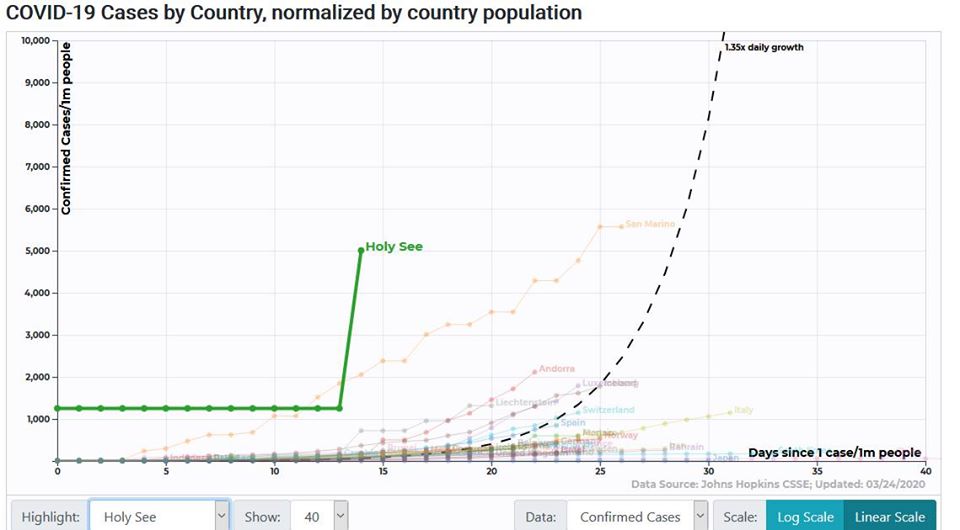 COVID-19 Cases by Country, normalized by country population
10,000
9,000
8,000
7,000
6,000
5,000
4,000
3,000
2,000
1,000
0
Confirmed Cases/1m people
1.35x daily growth
San Marino
Holy See
Andorra
Iceland
Liechtenstein
Switzerland
Italy
Spain
Norway
Germany
Iran
Bahrain
Japan
Days since 1 case/1m people
0
5
10
15
20
25
30
35
40
Data Source: Johns Hopkins CSSE; Updated: 03/24/2020
Highlight: Holy See Show: 40 Data: Confirmed Cases Scale: Log Scale Linear Scale